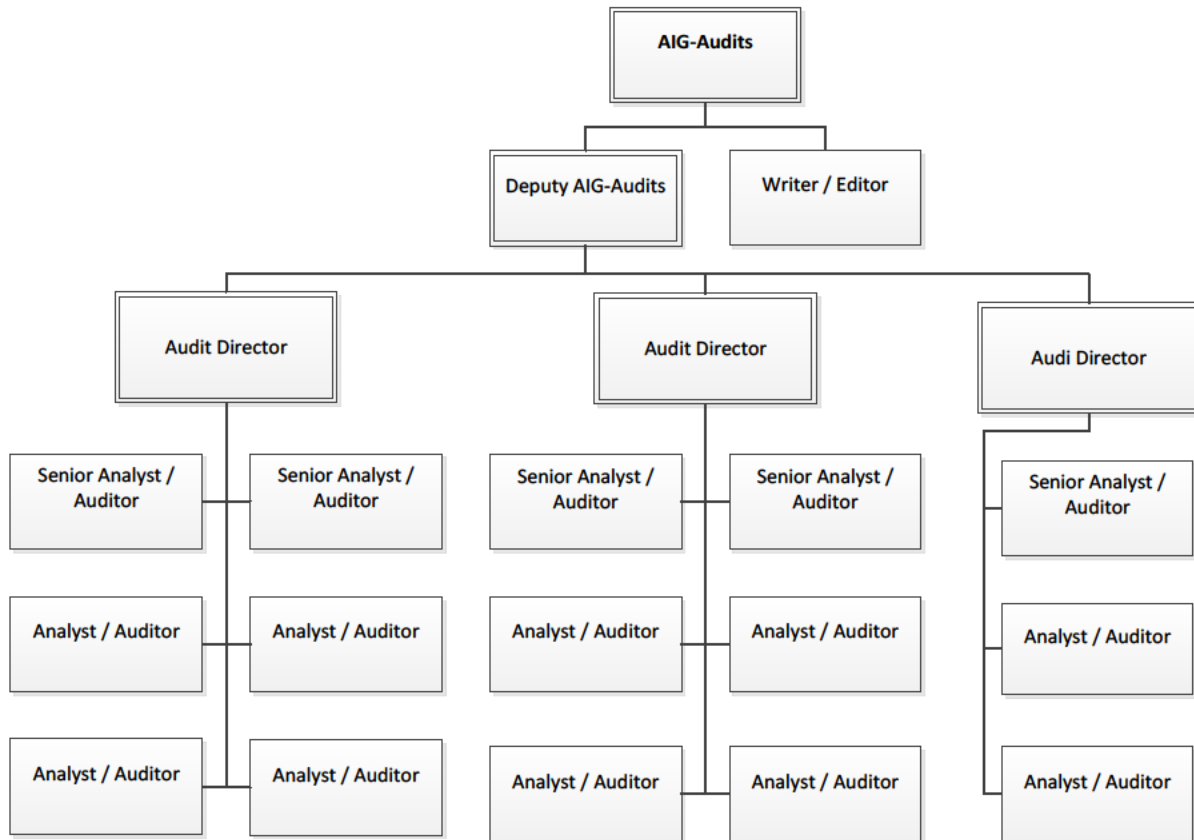 AIG-Audits
Deputy AIG-Audits
Writer / Editor
Audit Director
Audit Director
Audi Director
Senior Analyst /
Auditor
Senior Analyst /
Auditor
Senior Analyst /
Auditor
Senior Analyst /
Auditor
Senior Analyst /
Auditor
Analyst / Auditor
Analyst / Auditor
Analyst / Auditor
Analyst / Auditor
Analyst / Auditor
Analyst / Auditor
Analyst / Auditor
Analyst / Auditor
Analyst / Auditor
Analyst / Auditor